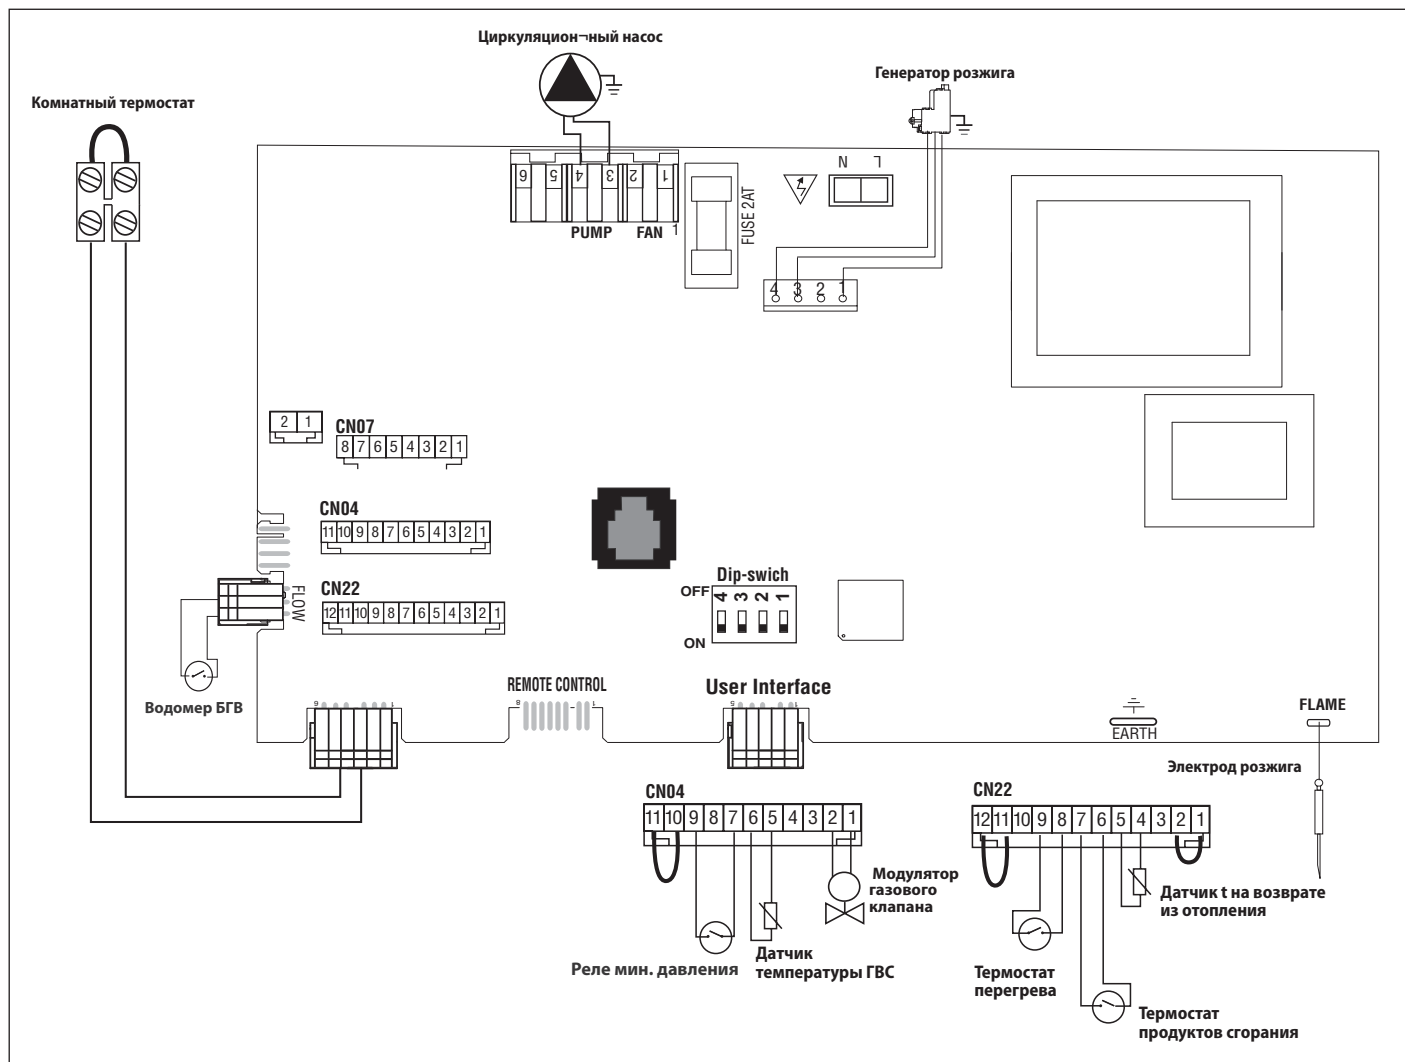 Циркуляцион¬ный насос
Генератор розжига
Комнатный термостат
6 5 4 3 2 1
N L
PUMP FAN 1
FUSE 2AT
4 3 2 1
2 1
CN07
8 7 6 5 4 3 2 1
CN04
11 10 9 8 7 6 5 4 3 2 1
CN22
12 11 10 9 8 7 6 5 4 3 2 1
FLOW
Dip-swich
OFF
4 3 2 1
ON
Водомер БГВ
6 1
REMOTE CONTROL
8 1
User Interface
5 1
EARTH
FLAME
Электрод розжига
CN04
11 10 9 8 7 6 5 4 3 2 1
CN22
12 11 10 9 8 7 6 5 4 3 2 1
Модулятор
газового
клапана
Датчик t на возврате
из отопления
Реле мин. давления
Датчик
температуры ГВС
Термостат
перегрева
Термостат
продуктов сгорания